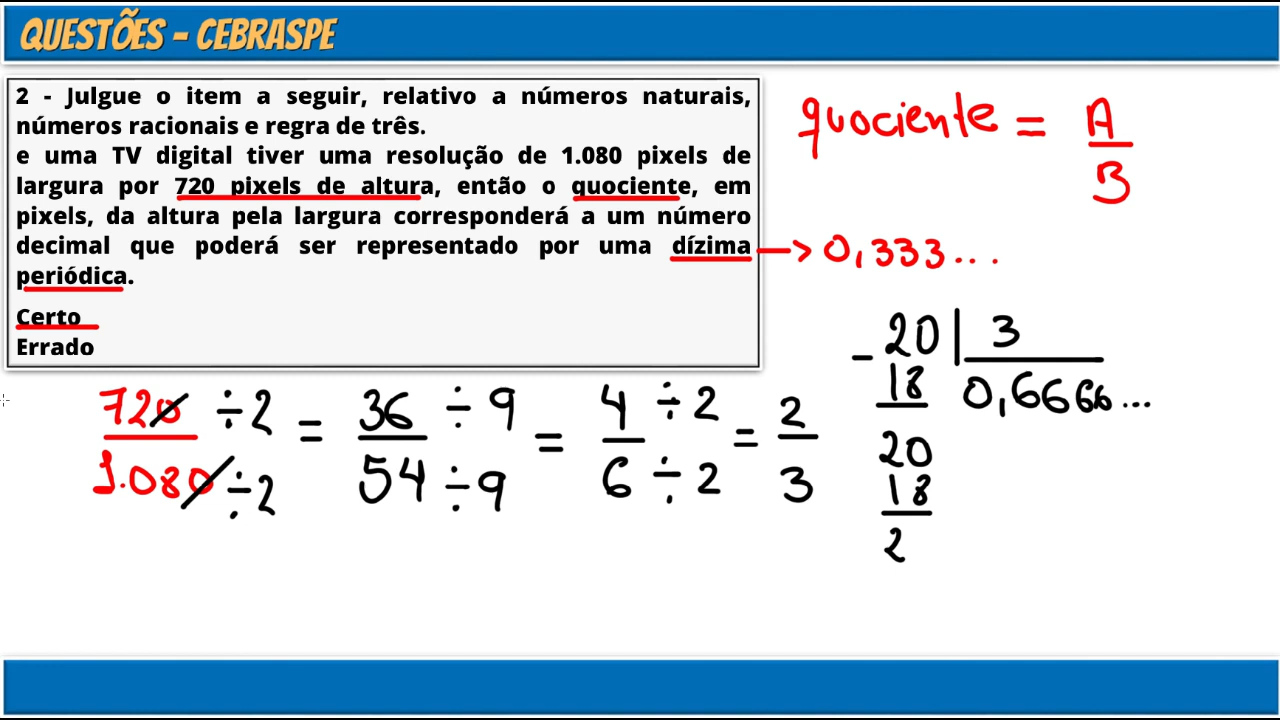 QUESTÕES – CEBRASPE
2 - Julgue o item a seguir, relativo a números naturais,
números racionais e regra de três.
e uma TV digital tiver uma resolução de 1.080 pixels de
largura por 720 pixels de altura, então o quociente, em
pixels, da altura pela largura corresponderá a um número
decimal que poderá ser representado por uma dízima
periódica.
Certo
Errado
quociente = A
B
→ 0,333...
720 ÷2 = 36 ÷ 9 = 4 ÷ 2 = 2
1.080 ÷2 54 ÷ 9 6 ÷ 2 3
- 20 | 3
18 0,6666...
20
18
2